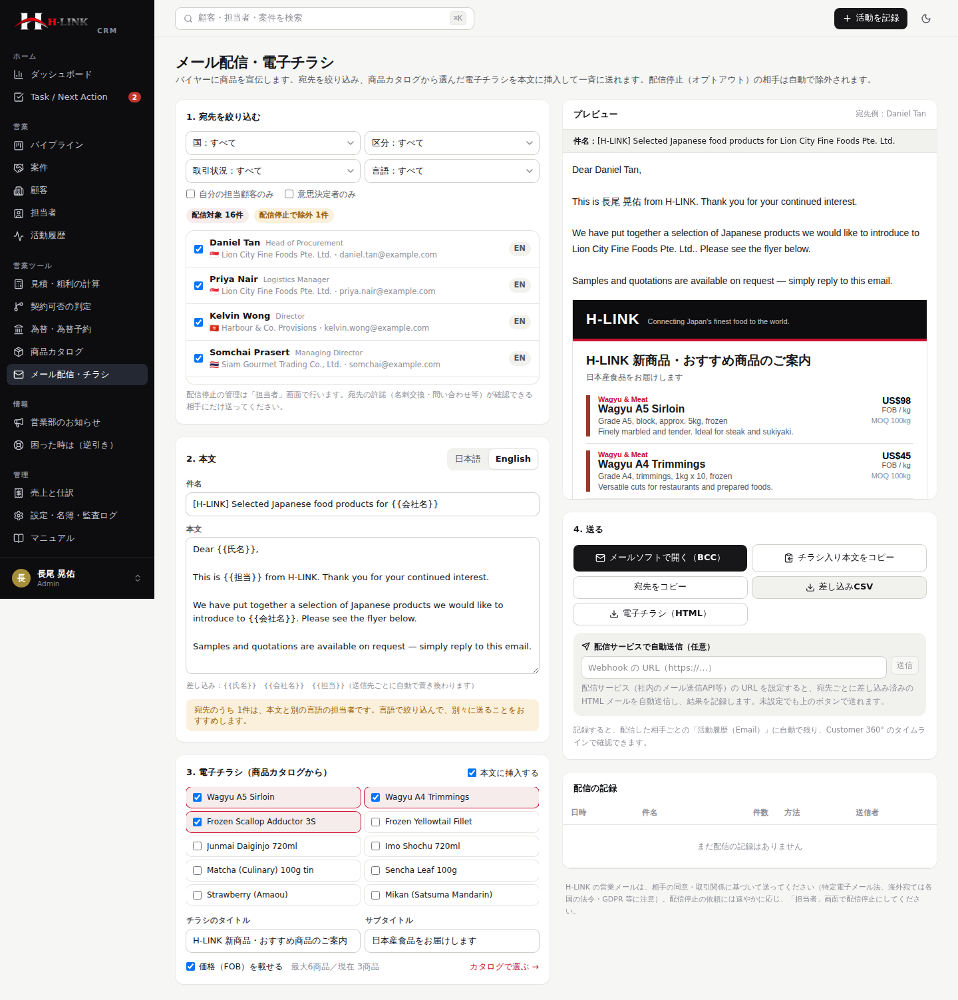 H-LINK CRM
ホーム
ダッシュボード
Task / Next Action 2
営業
パイプライン
案件
顧客
担当者
活動履歴
営業ツール
見積・粗利の計算
契約可否の判定
為替・為替予約
商品カタログ
メール配信・チラシ
情報
営業部のお知らせ
困った時は（逆引き）
管理
売上と仕訳
設定・名簿・監査ログ
マニュアル
長 長尾 晃佑
Admin
顧客・担当者・案件を検索 ⌘K
活動を記録
メール配信・電子チラシ
バイヤーに商品を宣伝します。宛先を絞り込み、商品カタログから選んだ電子チラシを本文に挿入して一斉に送れます。配信停止（オプトアウト）の相手は自動で除外されます。
1. 宛先を絞り込む
国：すべて 区分：すべて
取引状況：すべて 言語：すべて
自分の担当顧客のみ 意思決定者のみ
配信対象 16件 配信停止で除外 1件
Daniel Tan Head of Procurement
🇸🇬 Lion City Fine Foods Pte. Ltd.・daniel.tan@example.com
EN
Priya Nair Logistics Manager
🇸🇬 Lion City Fine Foods Pte. Ltd.・priya.nair@example.com
EN
Kelvin Wong Director
🇭🇰 Harbour & Co. Provisions・kelvin.wong@example.com
EN
Somchai Prasert Managing Director
🇹🇭 Siam Gourmet Trading Co., Ltd.・somchai@example.com
EN
配信停止の管理は「担当者」画面で行います。宛先の許諾（名刺交換・問い合わせ等）が確認できる
相手にだけ送ってください。
2. 本文
日本語 English
件名
[H-LINK] Selected Japanese food products for {{会社名}}
本文
Dear {{氏名}},
This is {{担当}} from H-LINK. Thank you for your continued interest.
We have put together a selection of Japanese products we would like to
introduce to {{会社名}}. Please see the flyer below.
Samples and quotations are available on request — simply reply to this email.
差し込み：{{氏名}} {{会社名}} {{担当}}（送信先ごとに自動で置き換わります）
宛先のうち 1件は、本文と別の言語の担当者です。言語で絞り込んで、別々に送ることをお
すすめします。
3. 電子チラシ（商品カタログから） 本文に挿入する
Wagyu A5 Sirloin Wagyu A4 Trimmings
Frozen Scallop Adductor 3S Frozen Yellowtail Fillet
Junmai Daiginjo 720ml Imo Shochu 720ml
Matcha (Culinary) 100g tin Sencha Leaf 100g
Strawberry (Amaou) Mikan (Satsuma Mandarin)
チラシのタイトル サブタイトル
H-LINK 新商品・おすすめ商品のご案内 日本産食品をお届けします
価格（FOB）を載せる 最大6商品／現在 3商品 カタログで選ぶ →
プレビュー 宛先例：Daniel Tan
件名：[H-LINK] Selected Japanese food products for Lion City Fine Foods Pte. Ltd.
Dear Daniel Tan,
This is 長尾 晃佑 from H-LINK. Thank you for your continued interest.
We have put together a selection of Japanese products we would like to introduce to
Lion City Fine Foods Pte. Ltd.. Please see the flyer below.
Samples and quotations are available on request — simply reply to this email.
H-LINK Connecting Japan's finest food to the world.
H-LINK 新商品・おすすめ商品のご案内
日本産食品をお届けします
Wagyu & Meat
Wagyu A5 Sirloin
Grade A5, block, approx. 5kg, frozen
Finely marbled and tender. Ideal for steak and sukiyaki.
US$98
FOB / kg
MOQ 100kg
Wagyu & Meat
Wagyu A4 Trimmings
Grade A4, trimmings, 1kg x 10, frozen
Versatile cuts for restaurants and prepared foods.
US$45
FOB / kg
MOQ 100kg
4. 送る
メールソフトで開く（BCC） チラシ入り本文をコピー
宛先をコピー 差し込みCSV
電子チラシ（HTML）
配信サービスで自動送信（任意）
Webhook の URL（https://…） 送信
配信サービス（社内のメール送信API等）の URL を設定すると、宛先ごとに差し込み済みの
HTML メールを自動送信し、結果を記録します。未設定でも上のボタンで送れます。
記録すると、配信した相手ごとの「活動履歴（Email）」に自動で残り、Customer 360° のタイムラ
インで確認できます。
配信の記録
日時 件名 件数 方法 送信者
まだ配信の記録はありません
H-LINK の営業メールは、相手の同意・取引関係に基づいて送ってください（特定電子メール法、海外宛ては各
国の法令・GDPR 等に注意）。配信停止の依頼には速やかに応じ、「担当者」画面で配信停止にしてくださ
い。